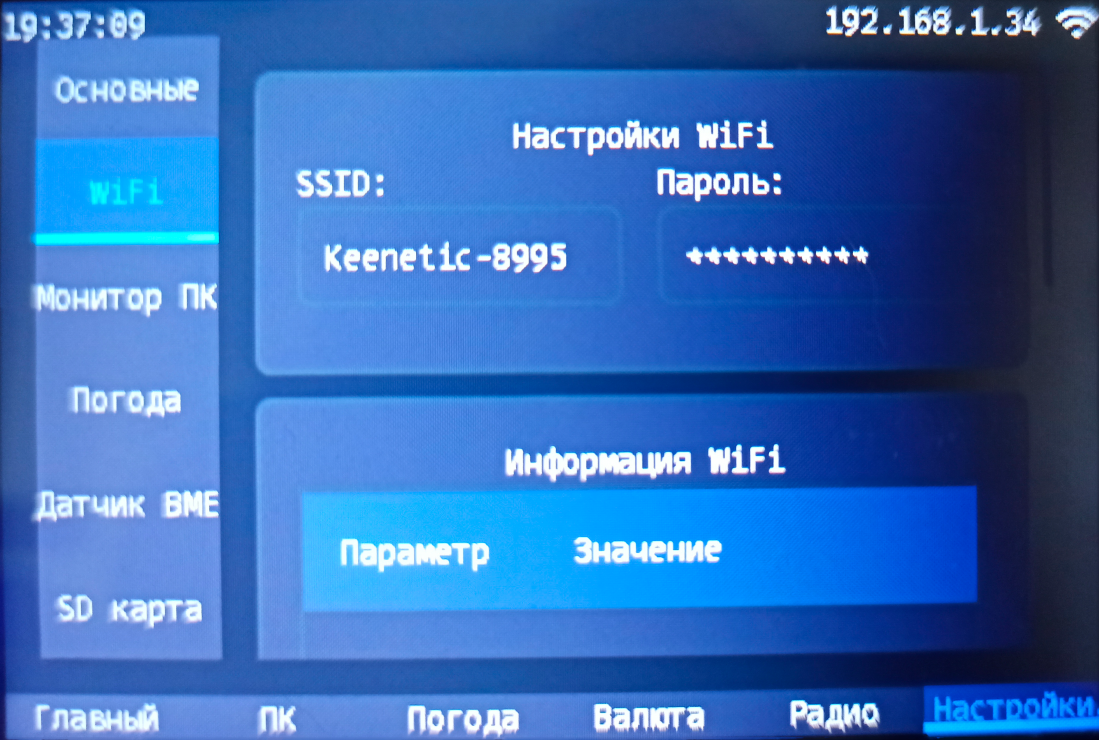 19:37:09
192.168.1.34
Основные
WiFi
Монитор ПК
Погода
Датчик BME
SD карта
Настройки WiFi
SSID:
Пароль:
Keenetic-8995
**********
Информация WiFi
Параметр Значение
Главный ПК Погода Валюта Радио Настройки